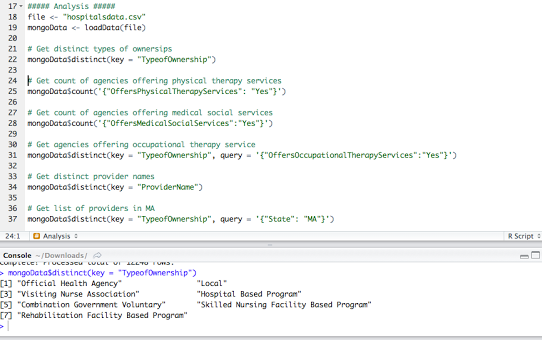 17 ##### Analysis #####
18 file <- "hospitalsdata.csv"
19 mongoData <- loadData(file)
20
21 # Get distinct types of ownersips
22 mongoData$distinct(key = "TypeofOwnership")
23
24 # Get count of agencies offering physical therapy services
25 mongoData$count('{"OffersPhysicalTherapyServices": "Yes"}')
26
27 # Get count of agencies offering medical social services
28 mongoData$count('{"OffersMedicalSocialServices":"Yes"}')
29
30 # Get agencies offering occupational therapy service
31 mongoData$distinct(key = "TypeofOwnership", query = '{"OffersOccupationalTherapyServices":"Yes"}')
32
33 # Get distinct provider names
34 mongoData$distinct(key = "ProviderName")
35
36 # Get list of providers in MA
37 mongoData$distinct(key = "TypeofOwnership", query = '{"State": "MA"}')
24:1 Analysis R Script
Console ~/Downloads/
Complete: Processed total of 12248 rows.
> mongoData$distinct(key = "TypeofOwnership")
[1] "Official Health Agency" "Local"
[3] "Visiting Nurse Association" "Hospital Based Program"
[5] "Combination Government Voluntary" "Skilled Nursing Facility Based Program"
[7] "Rehabilitation Facility Based Program"
>